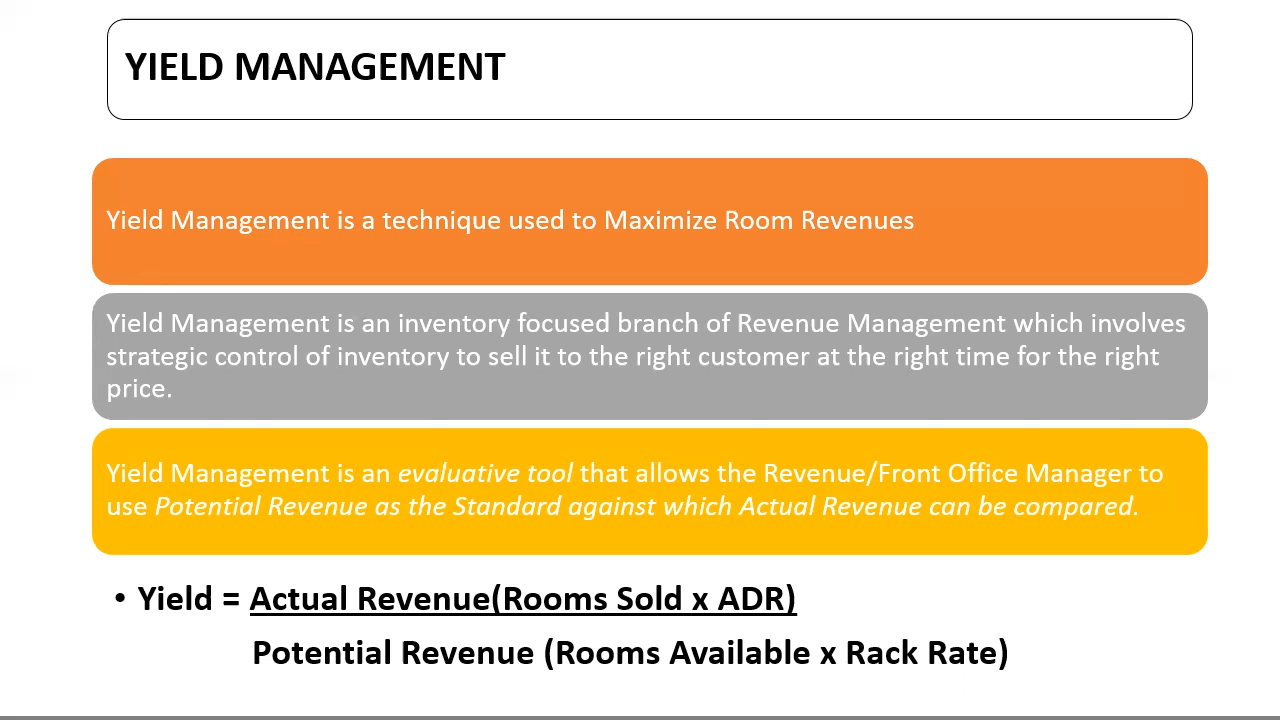 YIELD MANAGEMENT
Yield Management is a technique used to Maximize Room Revenues
Yield Management is an inventory focused branch of Revenue Management which involves
strategic control of inventory to sell it to the right customer at the right time for the right
price.
Yield Management is an evaluative tool that allows the Revenue/Front Office Manager to
use Potential Revenue as the Standard against which Actual Revenue can be compared.
• Yield = Actual Revenue(Rooms Sold x ADR)
Potential Revenue (Rooms Available x Rack Rate)